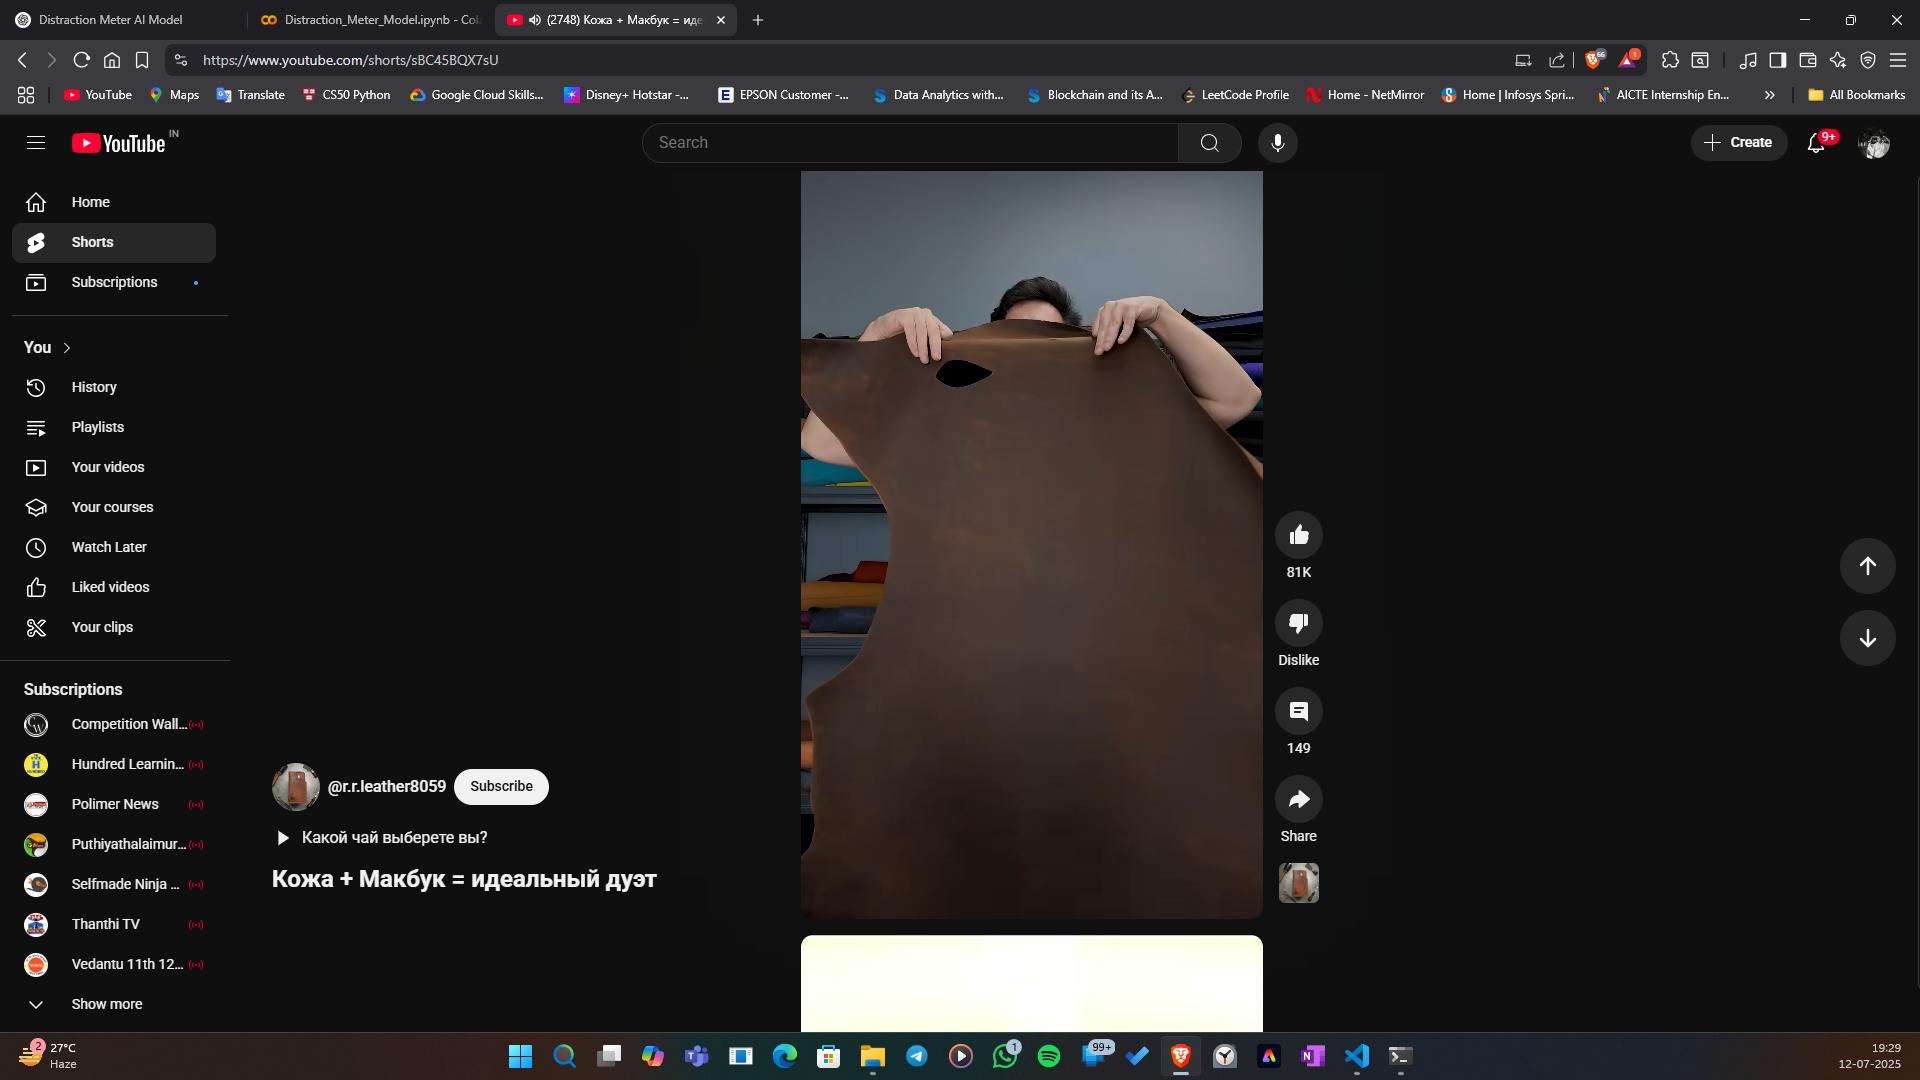 Distraction Meter AI Model
Distraction_Meter_Model.ipynb - Col
(2748) Кожа + Макбук = иде
https://www.youtube.com/shorts/sBC45BQX7sU
66
1
YouTube
Maps
Translate
CS50 Python
Google Cloud Skills...
Disney+ Hotstar -...
EPSON Customer -...
Data Analytics with...
Blockchain and its A...
LeetCode Profile
Home - NetMirror
Home | Infosys Spri...
AICTE Internship En...
All Bookmarks
YouTube IN
Search
Create
9+
Home
Shorts
Subscriptions
You
History
Playlists
Your videos
Your courses
Watch Later
Liked videos
Your clips
Subscriptions
Competition Wall...
Hundred Learnin...
Polimer News
Puthiyathalaimur...
Selfmade Ninja ...
Thanthi TV
Vedantu 11th 12...
Show more
@r.r.leather8059
Subscribe
Какой чай выберете вы?
Кожа + Макбук = идеальный дуэт
81K
Dislike
149
Share
2
27°C
Haze
1
99+
19:29
12-07-2025